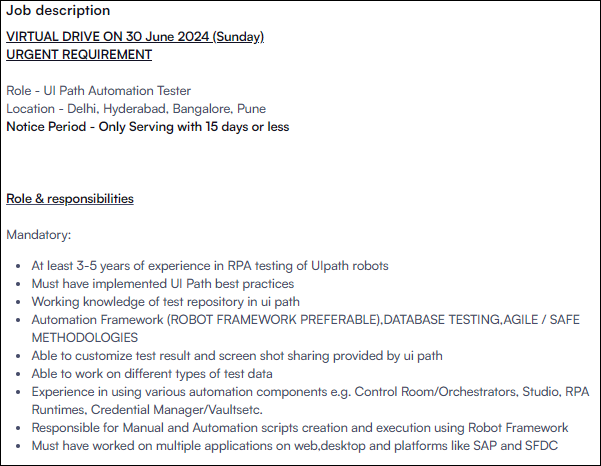 Job description
VIRTUAL DRIVE ON 30 June 2024 (Sunday)
URGENT REQUIREMENT
Role - UI Path Automation Tester
Location - Delhi, Hyderabad, Bangalore, Pune
Notice Period - Only Serving with 15 days or less
Role & responsibilities
Mandatory:
• At least 3-5 years of experience in RPA testing of UIpath robots
• Must have implemented UI Path best practices
• Working knowledge of test repository in ui path
• Automation Framework (ROBOT FRAMEWORK PREFERABLE),DATABASE TESTING,AGILE / SAFE
METHODOLOGIES
• Able to customize test result and screen shot sharing provided by ui path
• Able to work on different types of test data
• Experience in using various automation components e.g. Control Room/Orchestrators, Studio, RPA
Runtimes, Credential Manager/Vaultsetc.
• Responsible for Manual and Automation scripts creation and execution using Robot Framework
• Must have worked on multiple applications on web,desktop and platforms like SAP and SFDC